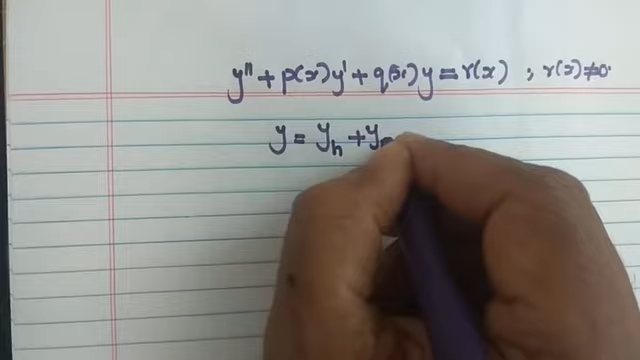 y" + p(x)y' + q(x)y = r(x) ; r(x) ≠ 0.
y = y_h + y